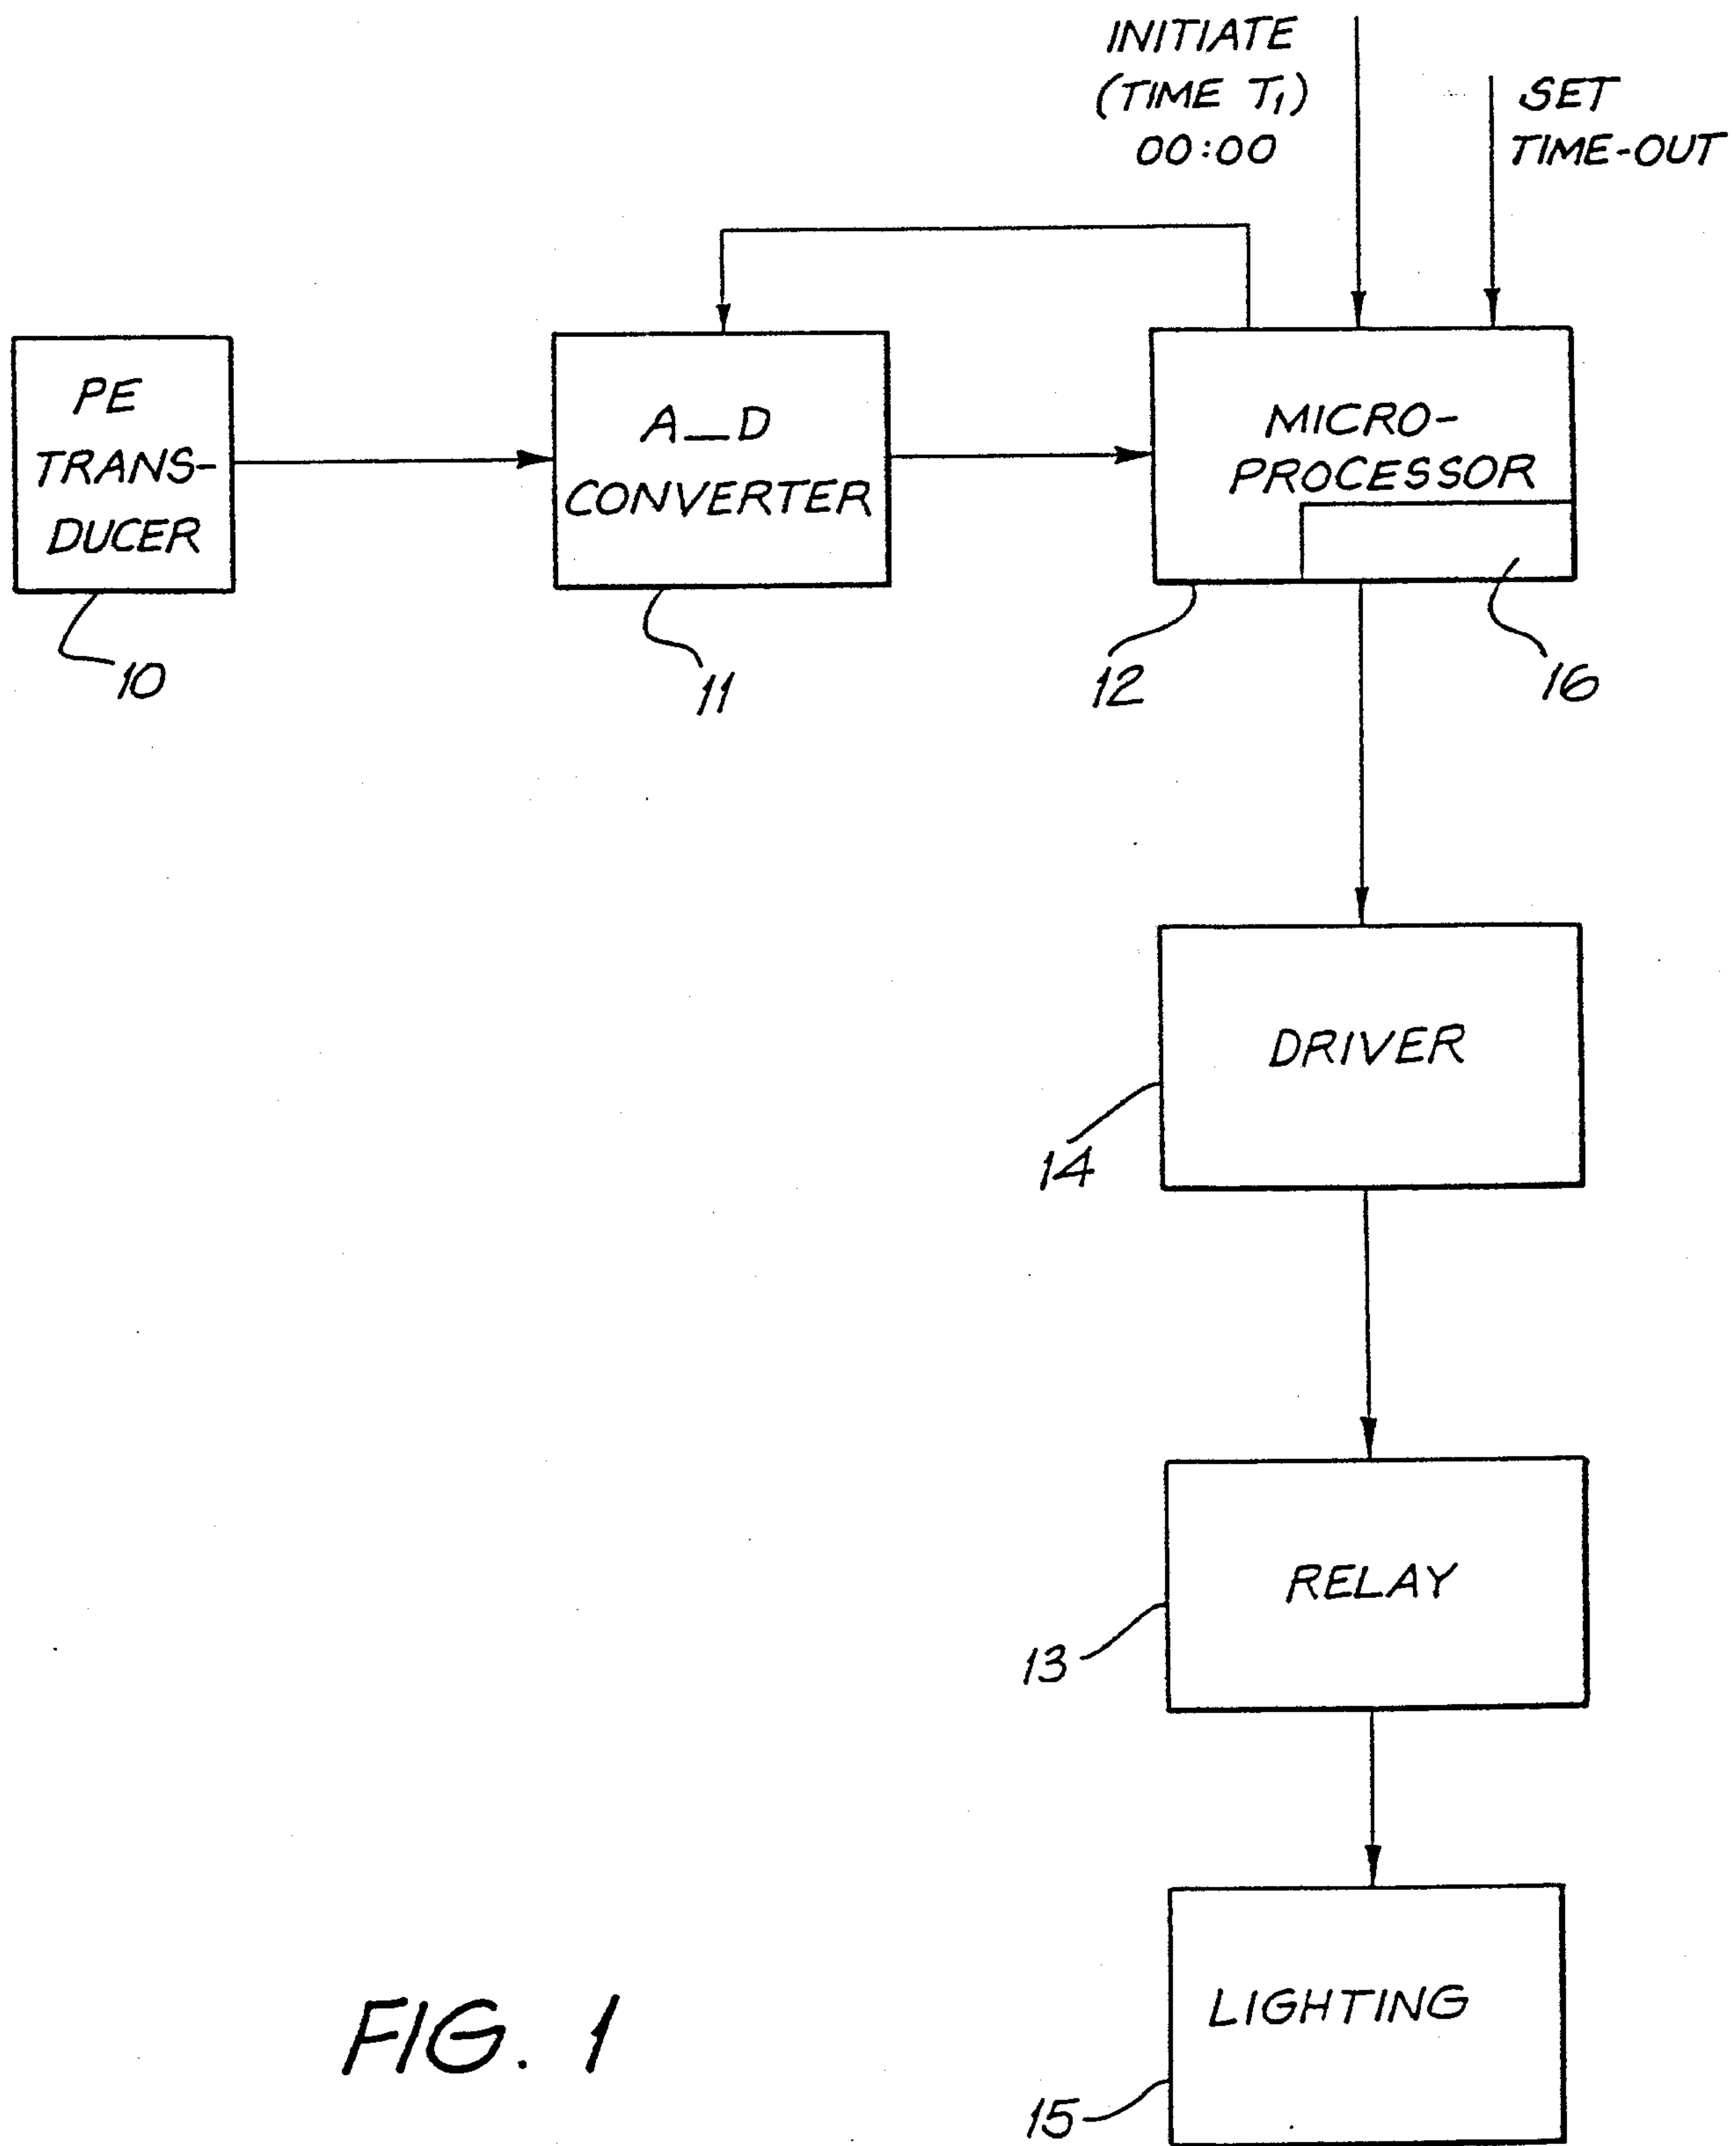 INITIATE
(TIME T1)
00:00
SET
TIME-OUT
PE
TRANS-
DUCER
A_D
CONVERTER
MICRO-
PROCESSOR
10
11
12
16
DRIVER
14
RELAY
13
LIGHTING
15
FIG. 1